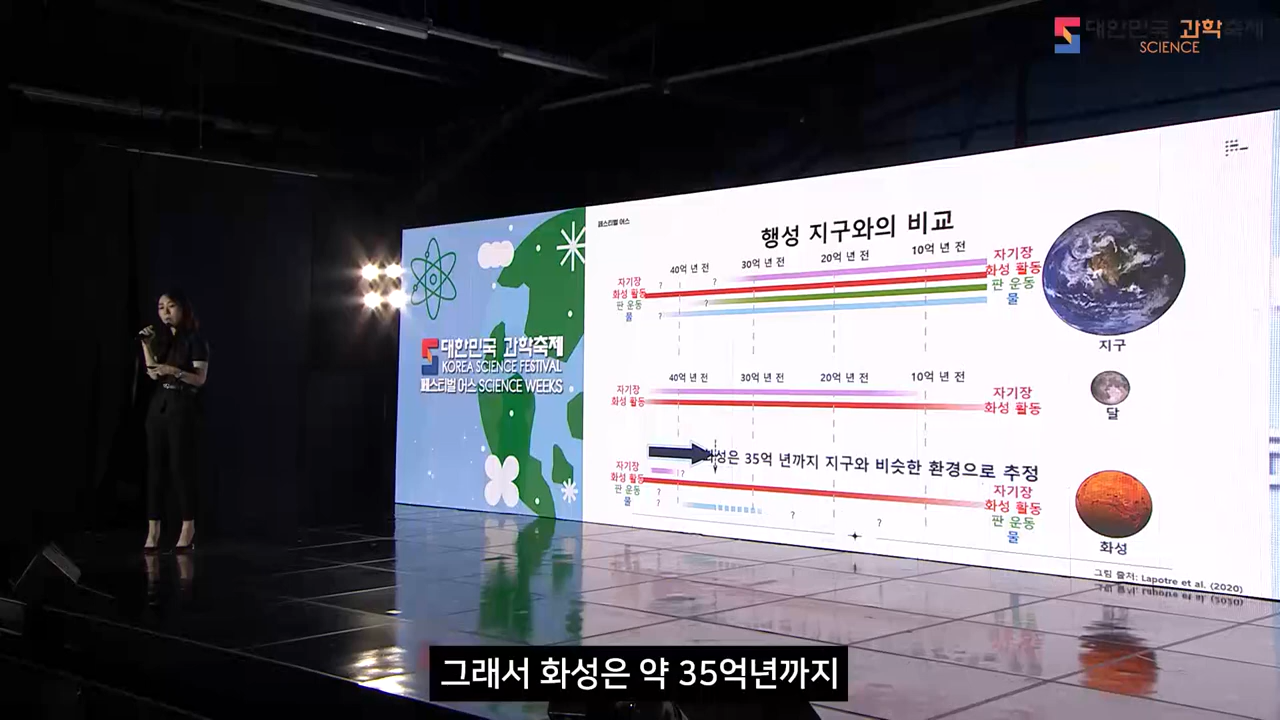 대한민국 과학축제
SCIENCE
페스티벌 어스
행성 지구와의 비교
40억 년 전 30억 년 전 20억 년 전 10억 년 전
자기장 ? ? 자기장
화성 활동 화성 활동
판 운동 ? 판 운동
물 ? 물
지구
대한민국 과학축제
KOREA SCIENCE FESTIVAL
페스티벌 어스 SCIENCE WEEKS
40억 년 전 30억 년 전 20억 년 전 10억 년 전
자기장 자기장
화성 활동 화성 활동
달
화성은 35억 년까지 지구와 비슷한 환경으로 추정
자기장 ? 자기장
화성 활동 화성 활동
판 운동 ? 판 운동
물 ? ? ? 물
화성
그림 출처: Lapotre et al. (2020)
그래서 화성은 약 35억년까지